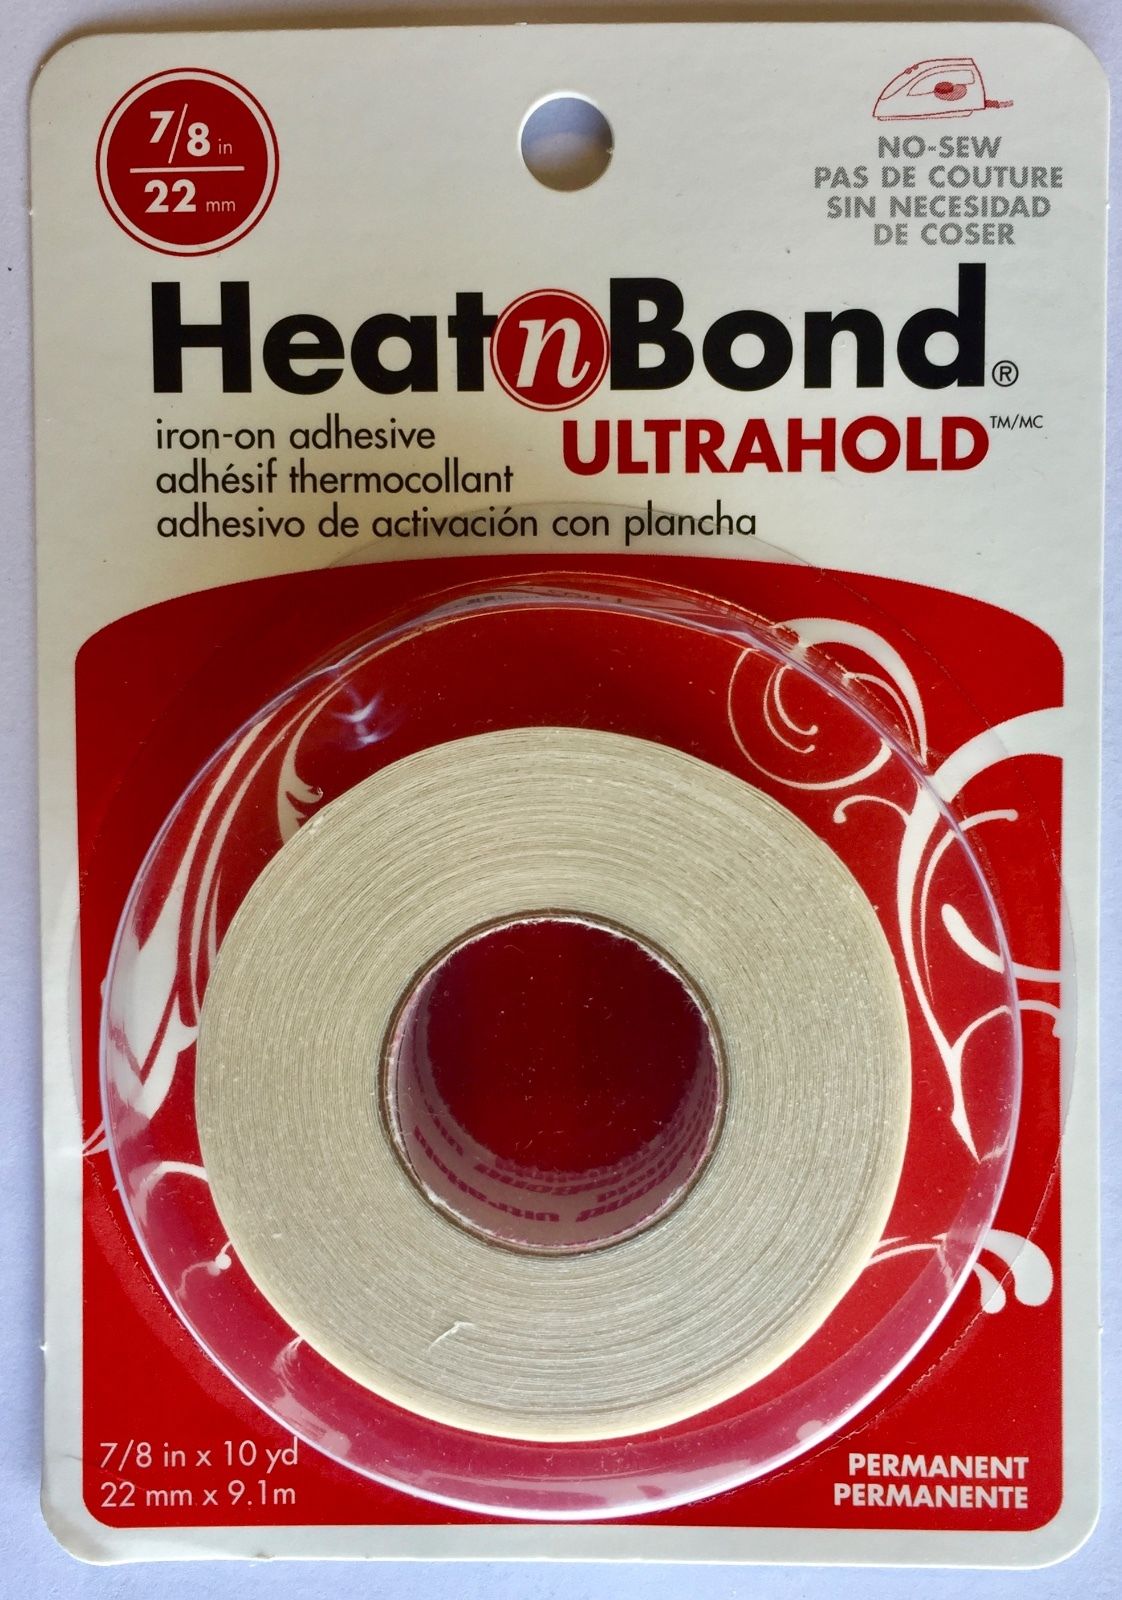 7/8 in
22 mm
NO-SEW
PAS DE COUTURE
SIN NECESIDAD
DE COSER
HeatnBond®
iron-on adhesive
ULTRAHOLD™/MC
adhésif thermocollant
adhesivo de activación con plancha
7/8 in x 10 yd
22 mm x 9.1m
PERMANENT
PERMANENTE